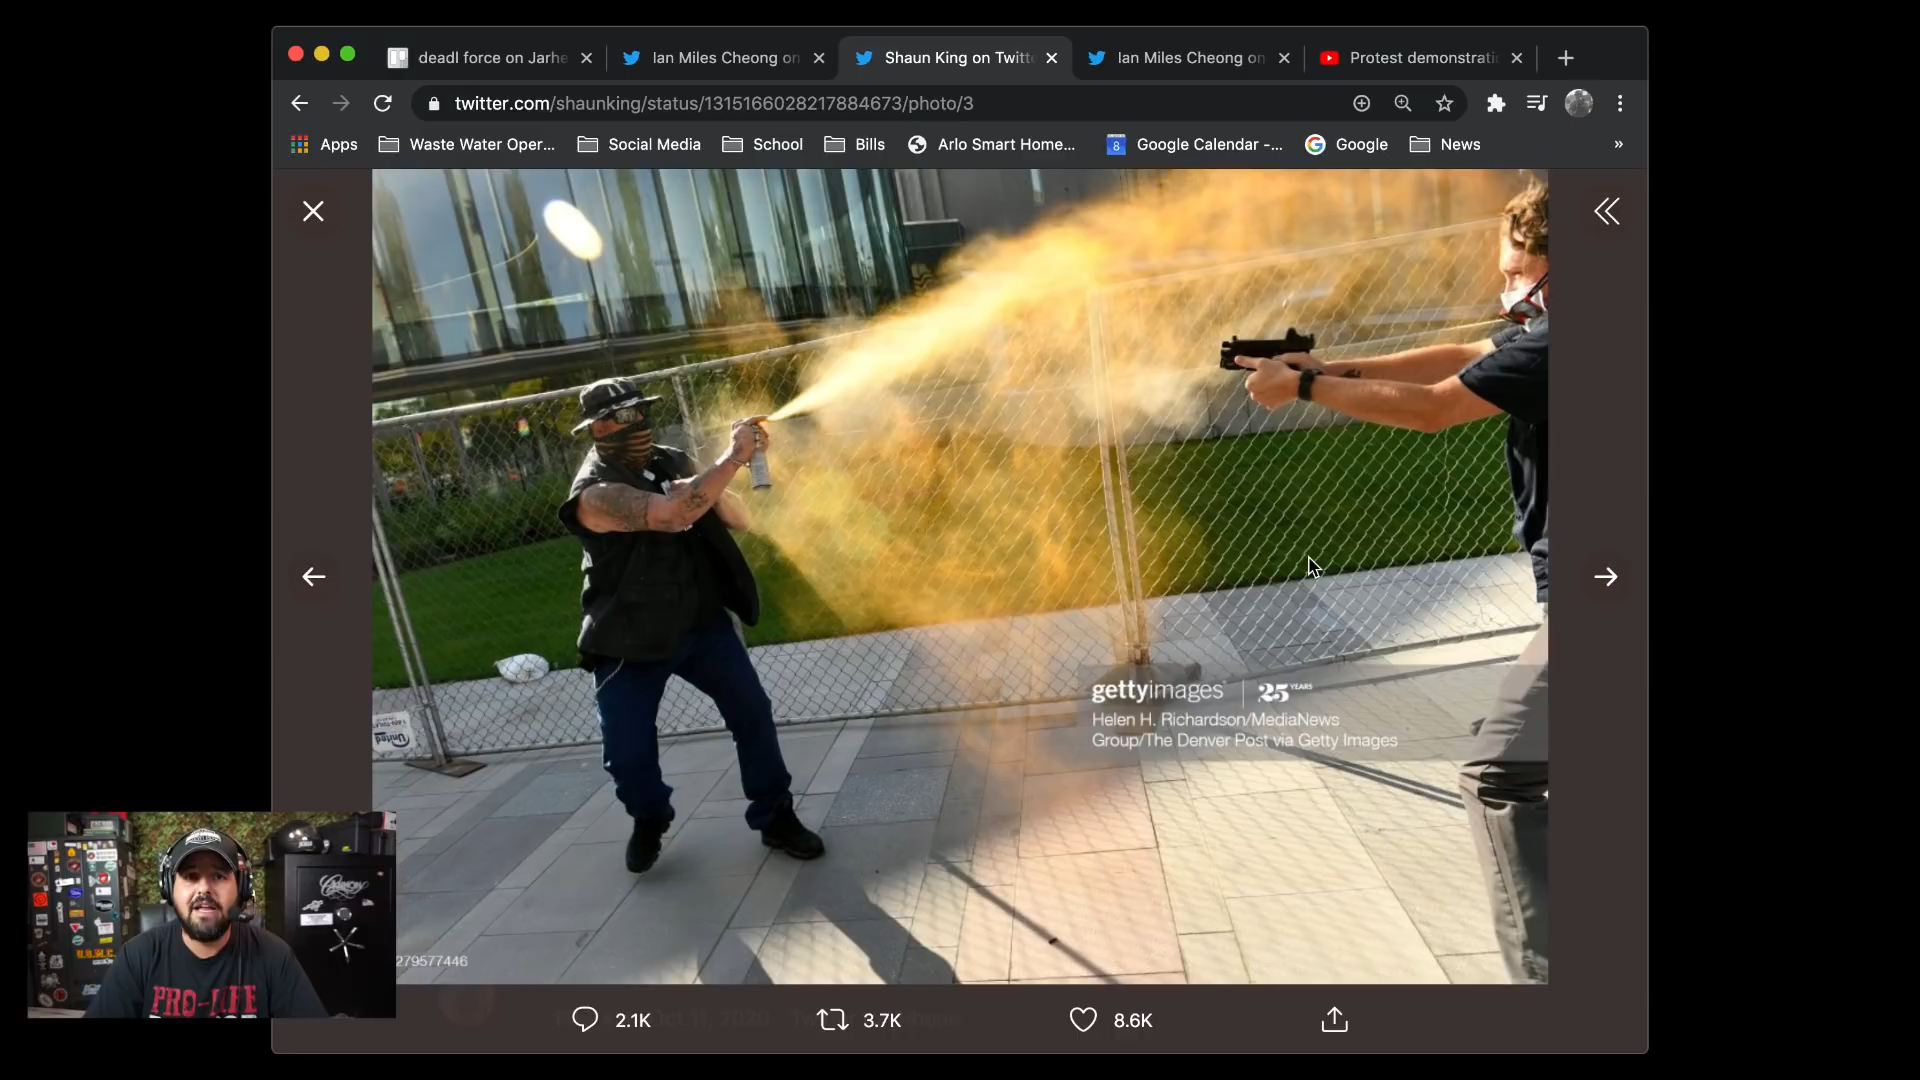 deadl force on Jarhe
Ian Miles Cheong on
Shaun King on Twitte
Ian Miles Cheong on
Protest demonstrati
twitter.com/shaunking/status/1315166028217884673/photo/3
Apps
Waste Water Oper...
Social Media
School
Bills
Arlo Smart Home...
8
Google Calendar -...
Google
News
»
gettyimages
25 YEARS
Helen H. Richardson/MediaNews
Group/The Denver Post via Getty Images
United
279577446
PRO-LIFE
2.1K
3.7K
8.6K